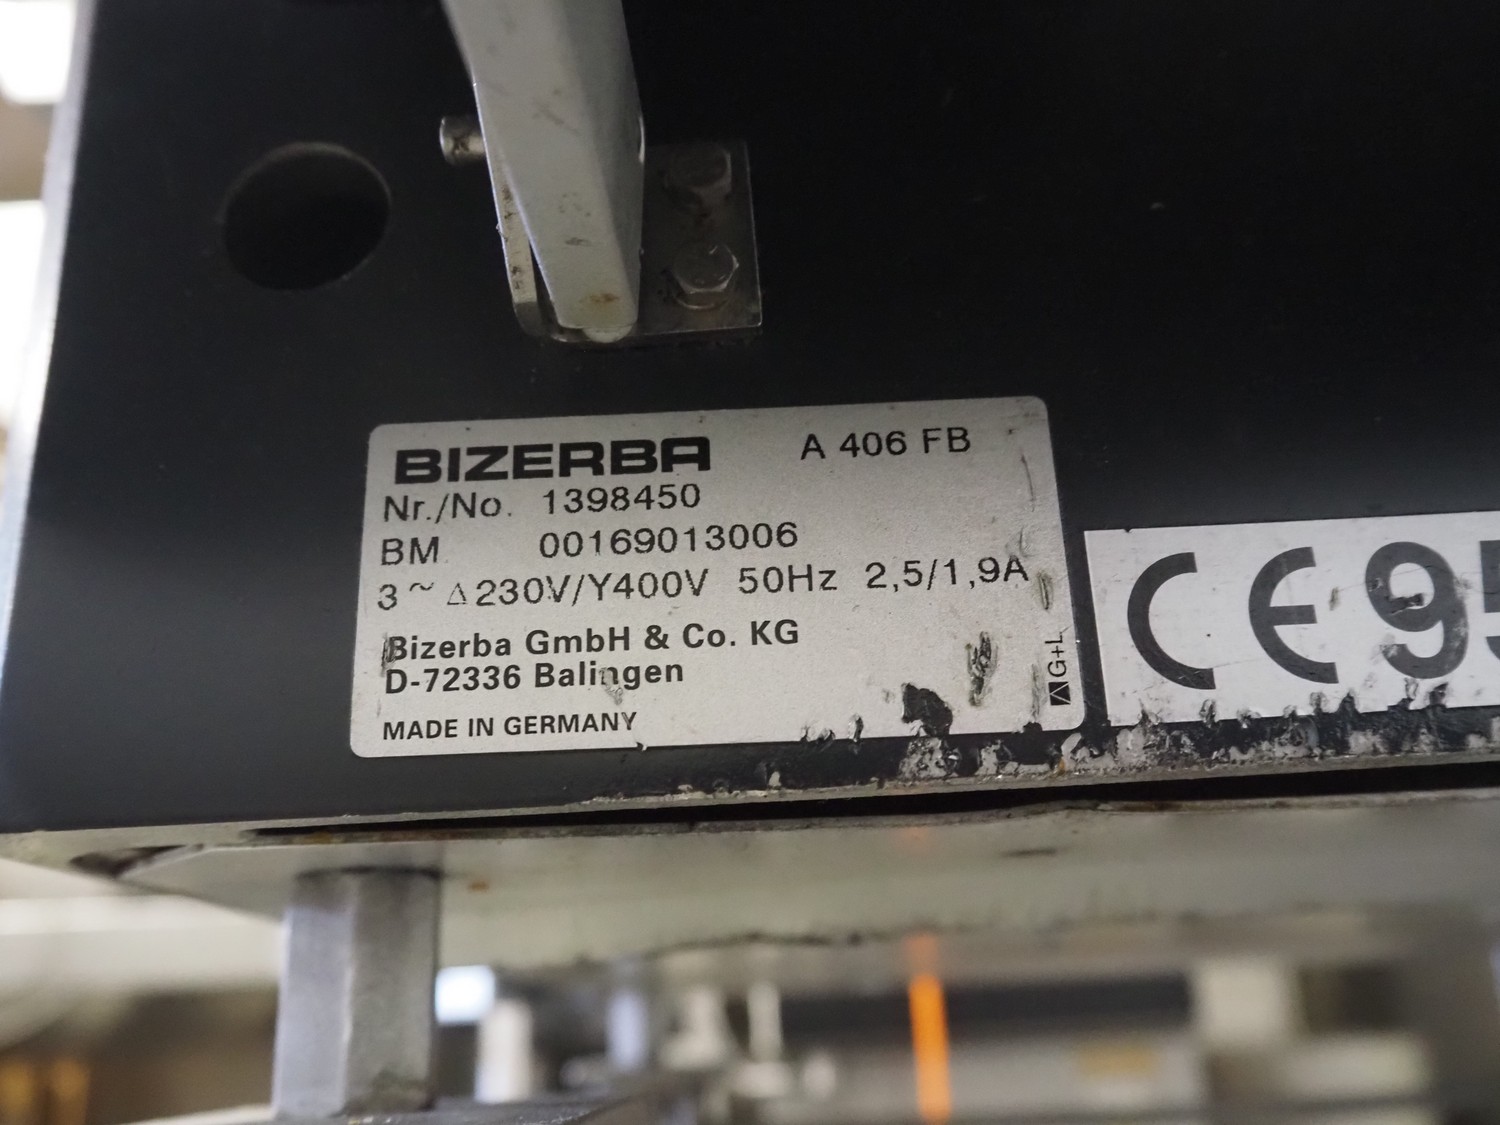 BIZERBA A 406 FB
Nr./No. 1398450
BM 00169013006
3~ Δ230V/Y400V 50Hz 2,5/1,9A
Bizerba GmbH & Co. KG
D-72336 Balingen
MADE IN GERMANY
G+L
CE 95